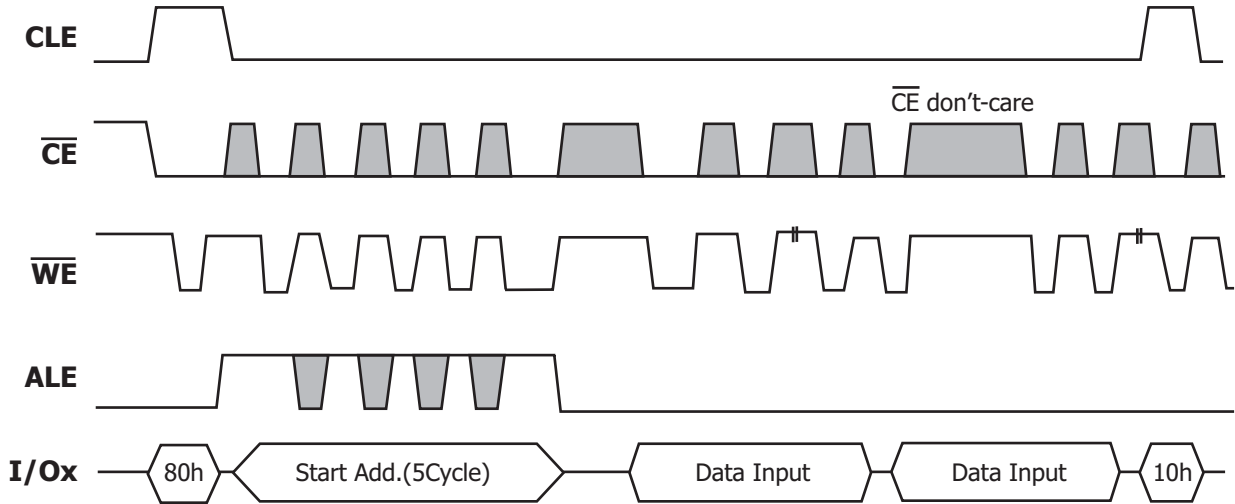 CLE
CE don’t-care
CE
WE
ALE
I/Ox 80h Start Add.(5Cycle) Data Input Data Input 10h